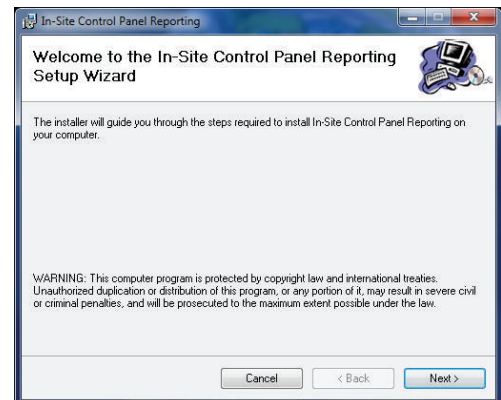 In-Site Control Panel Reporting
Welcome to the In-Site Control Panel Reporting
Setup Wizard
The installer will guide you through the steps required to install In-Site Control Panel Reporting on
your computer.
WARNING: This computer program is protected by copyright law and international treaties.
Unauthorized duplication or distribution of this program, or any portion of it, may result in severe civil
or criminal penalties, and will be prosecuted to the maximum extent possible under the law.
Cancel < Back Next >